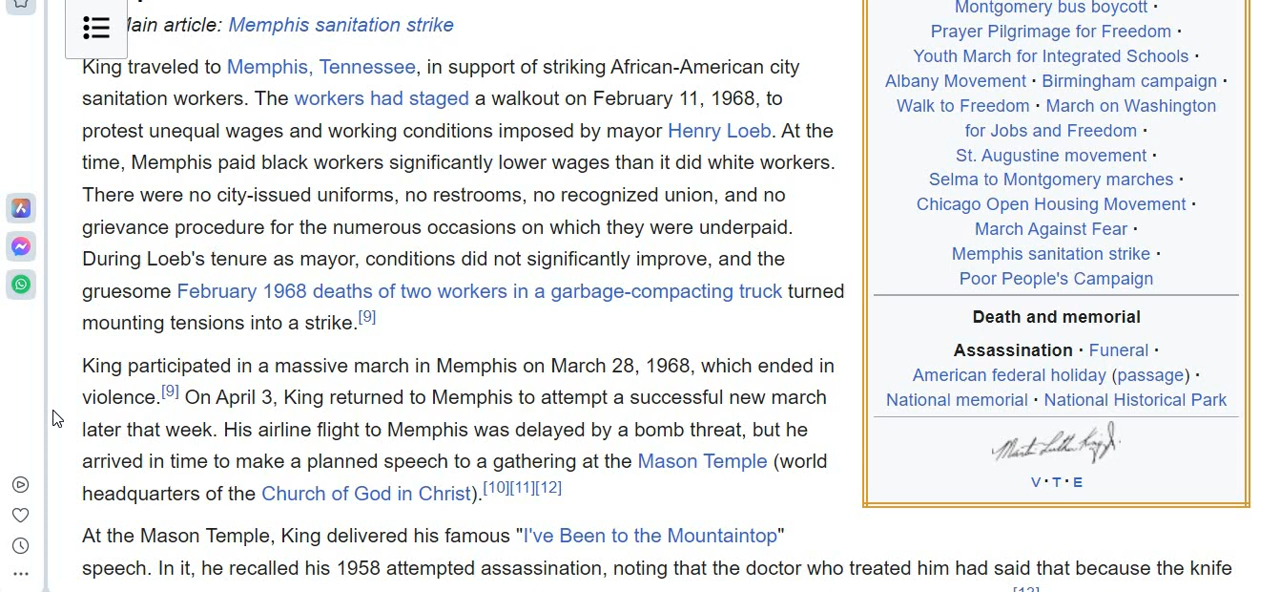 Main article: Memphis sanitation strike
King traveled to Memphis, Tennessee, in support of striking African-American city
sanitation workers. The workers had staged a walkout on February 11, 1968, to
protest unequal wages and working conditions imposed by mayor Henry Loeb. At the
time, Memphis paid black workers significantly lower wages than it did white workers.
There were no city-issued uniforms, no restrooms, no recognized union, and no
grievance procedure for the numerous occasions on which they were underpaid.
During Loeb's tenure as mayor, conditions did not significantly improve, and the
gruesome February 1968 deaths of two workers in a garbage-compacting truck turned
mounting tensions into a strike.[9]
King participated in a massive march in Memphis on March 28, 1968, which ended in
violence.[9] On April 3, King returned to Memphis to attempt a successful new march
later that week. His airline flight to Memphis was delayed by a bomb threat, but he
arrived in time to make a planned speech to a gathering at the Mason Temple (world
headquarters of the Church of God in Christ).[10][11][12]
At the Mason Temple, King delivered his famous "I've Been to the Mountaintop"
speech. In it, he recalled his 1958 attempted assassination, noting that the doctor who treated him had said that because the knife
Montgomery bus boycott ·
Prayer Pilgrimage for Freedom ·
Youth March for Integrated Schools ·
Albany Movement · Birmingham campaign ·
Walk to Freedom · March on Washington
for Jobs and Freedom ·
St. Augustine movement ·
Selma to Montgomery marches ·
Chicago Open Housing Movement ·
March Against Fear ·
Memphis sanitation strike ·
Poor People's Campaign
Death and memorial
Assassination · Funeral ·
American federal holiday (passage) ·
National memorial · National Historical Park
Martin Luther King Jr.
V · T · E